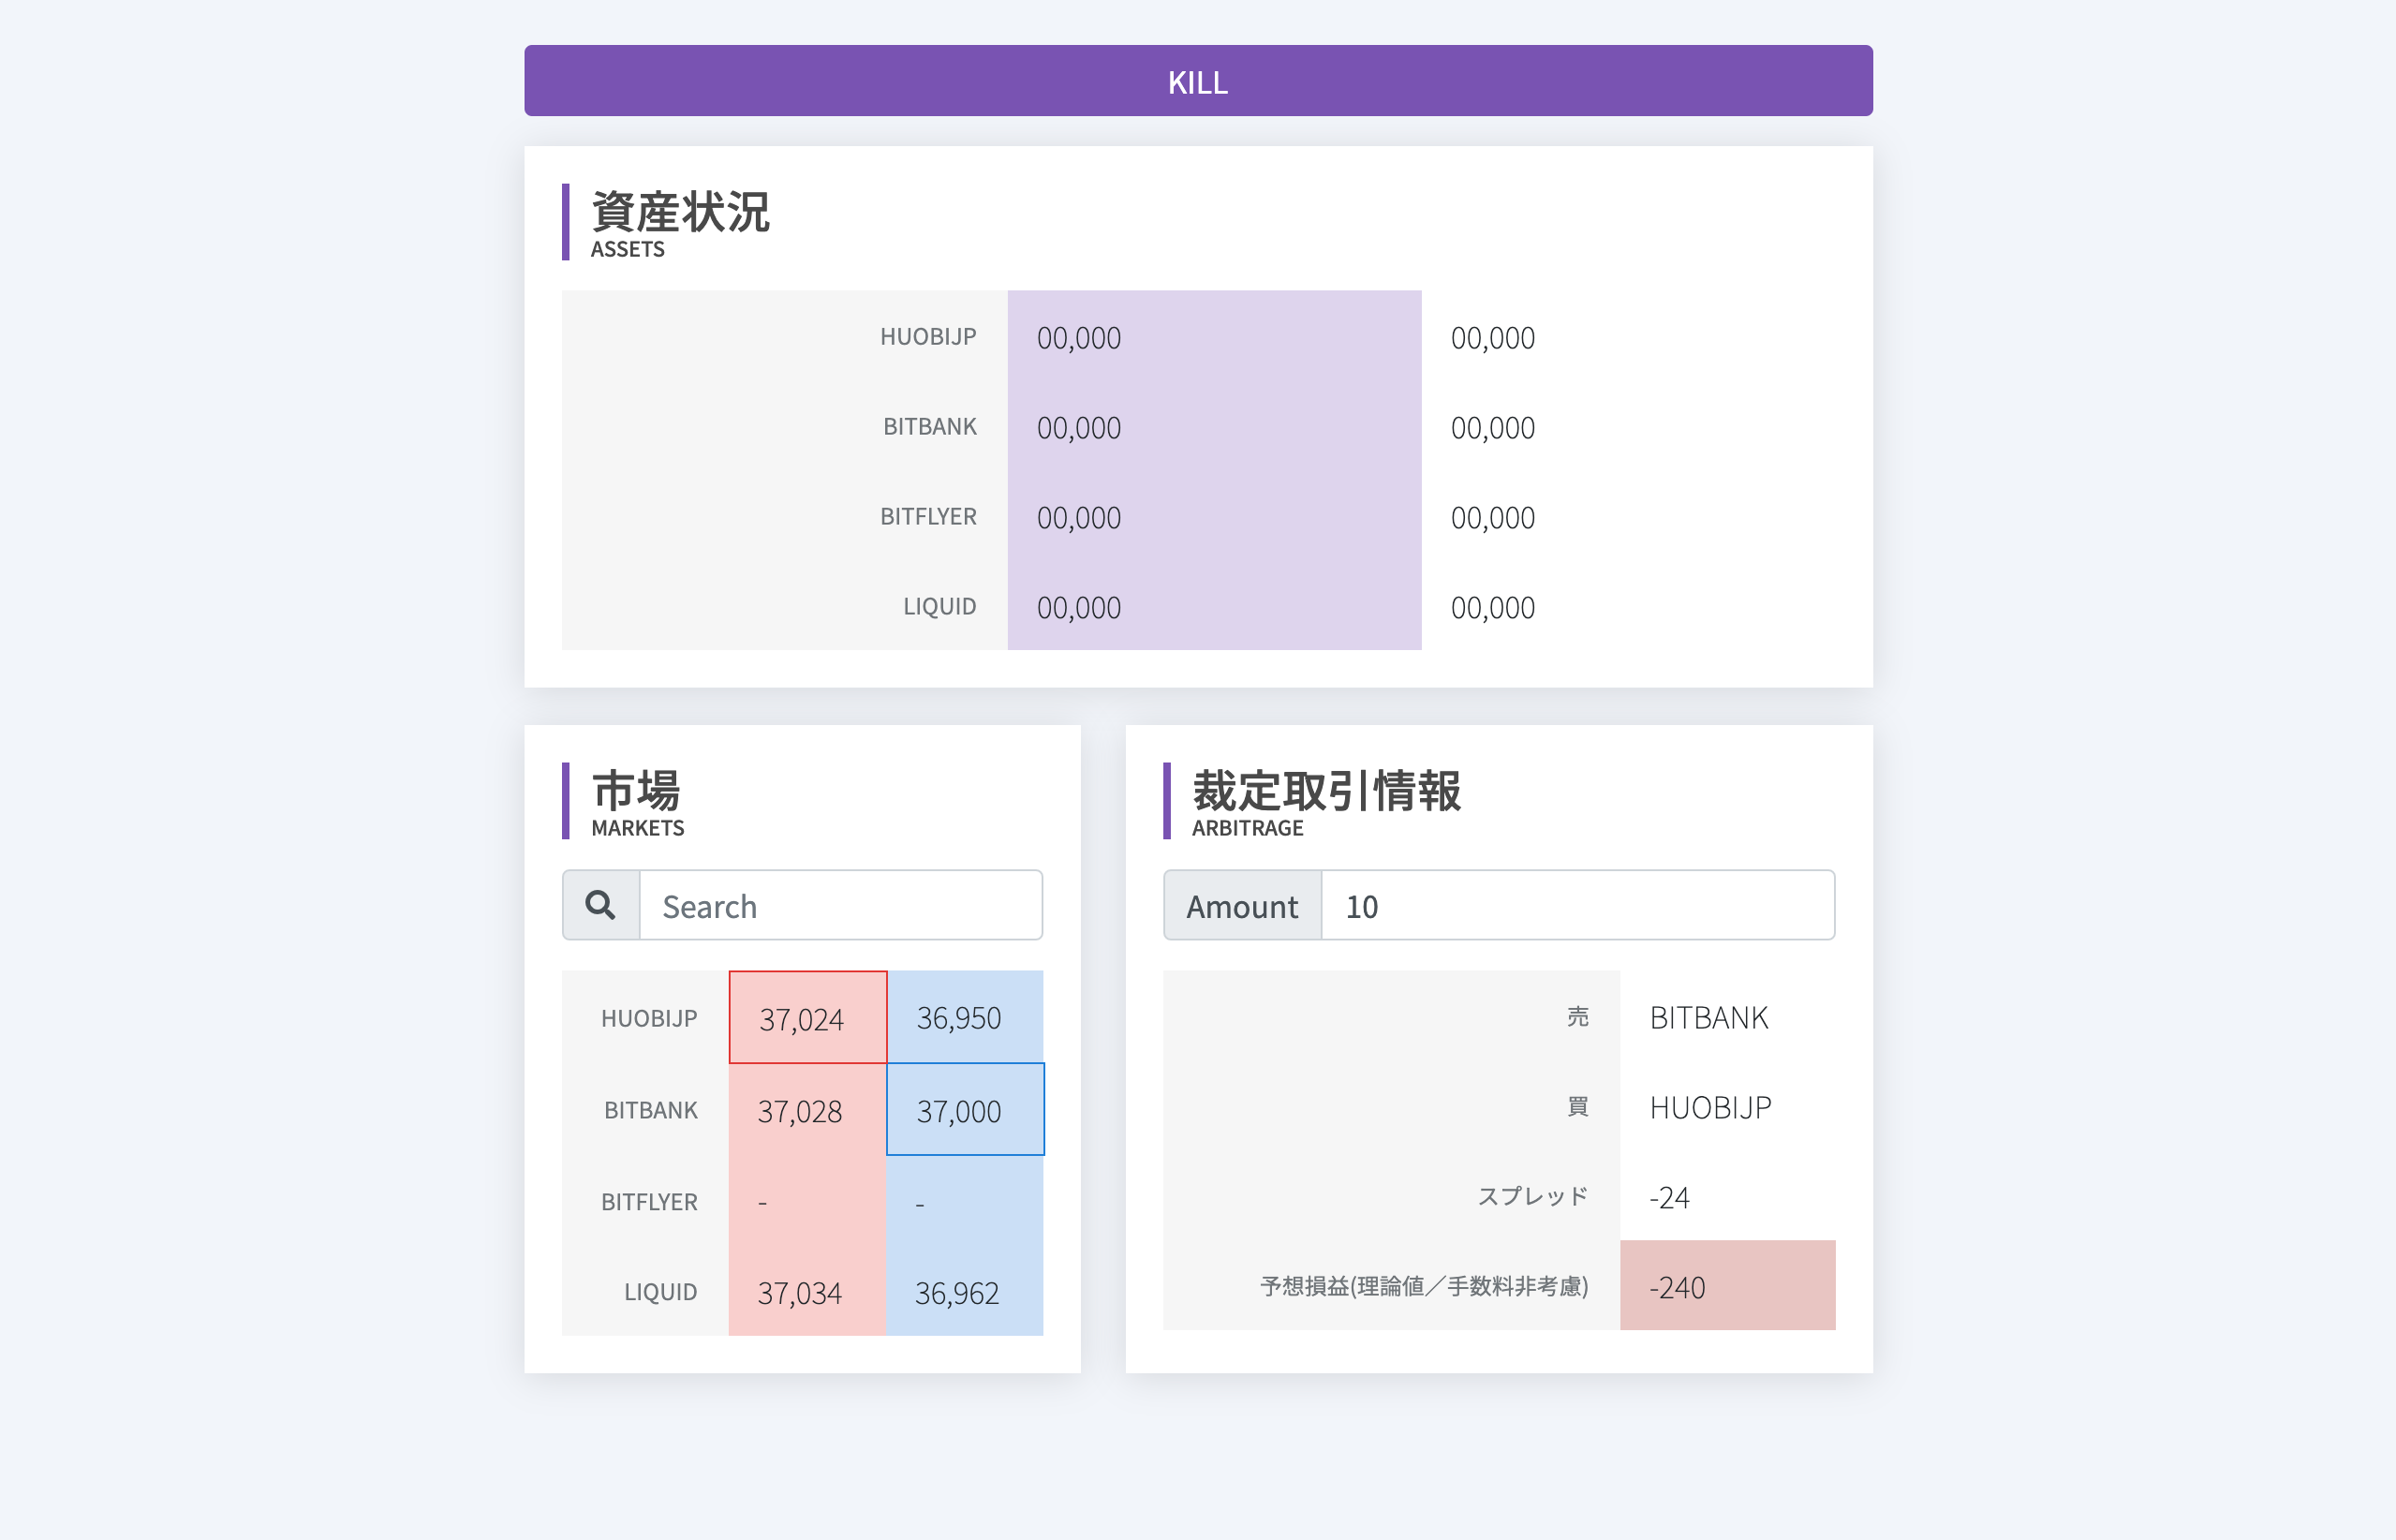 KILL
資産状況
ASSETS
HUOBIJP 00,000 00,000
BITBANK 00,000 00,000
BITFLYER 00,000 00,000
LIQUID 00,000 00,000
市場
MARKETS
Search
HUOBIJP 37,024 36,950
BITBANK 37,028 37,000
BITFLYER - -
LIQUID 37,034 36,962
裁定取引情報
ARBITRAGE
Amount 10
売 BITBANK
買 HUOBIJP
スプレッド -24
予想損益(理論値／手数料非考慮) -240